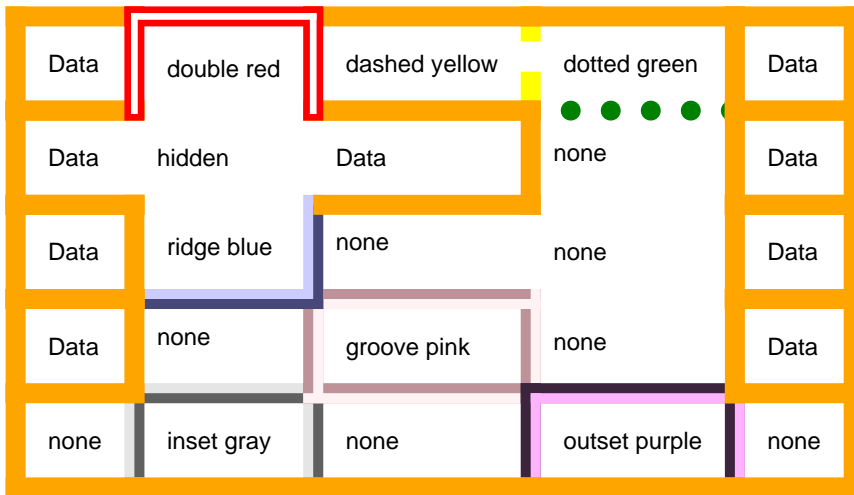 Data double red dashed yellow dotted green Data
Data hidden Data none Data
Data ridge blue none none Data
Data none groove pink none Data
none inset gray none outset purple none